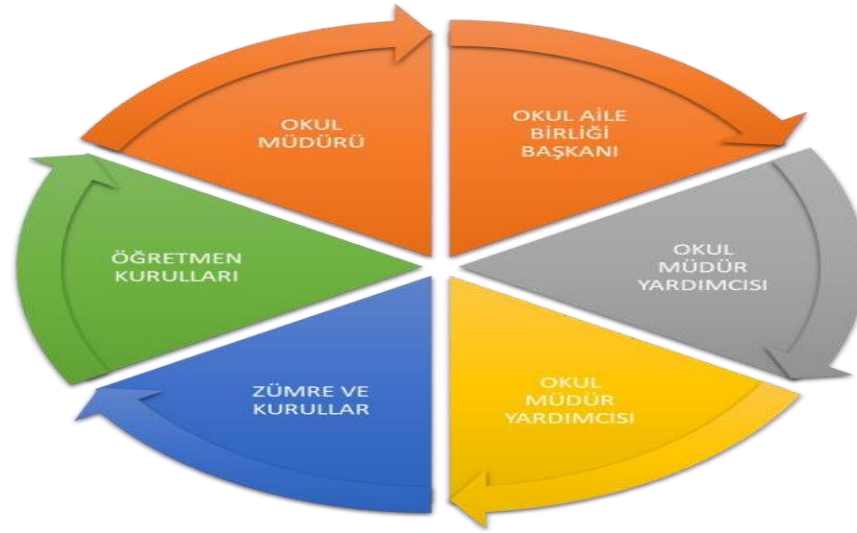 OKUL
MÜDÜRÜ
OKUL AİLE
BİRLİĞİ
BAŞKANI
OKUL
MÜDÜR
YARDIMCISI
OKUL
MÜDÜR
YARDIMCISI
ZÜMRE VE
KURULLAR
ÖĞRETMEN
KURULLARI